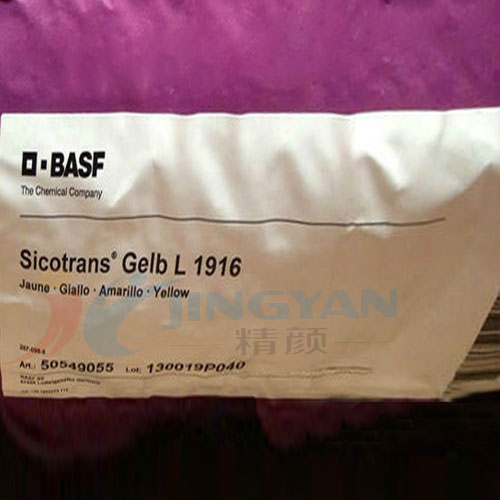 BASF
The Chemical Company
Sicotrans® Gelb L 1916
Jaune · Giallo · Amarillo · Yellow
JINGYAN
精颜
Art.: 50549055 Lot: 130019P040